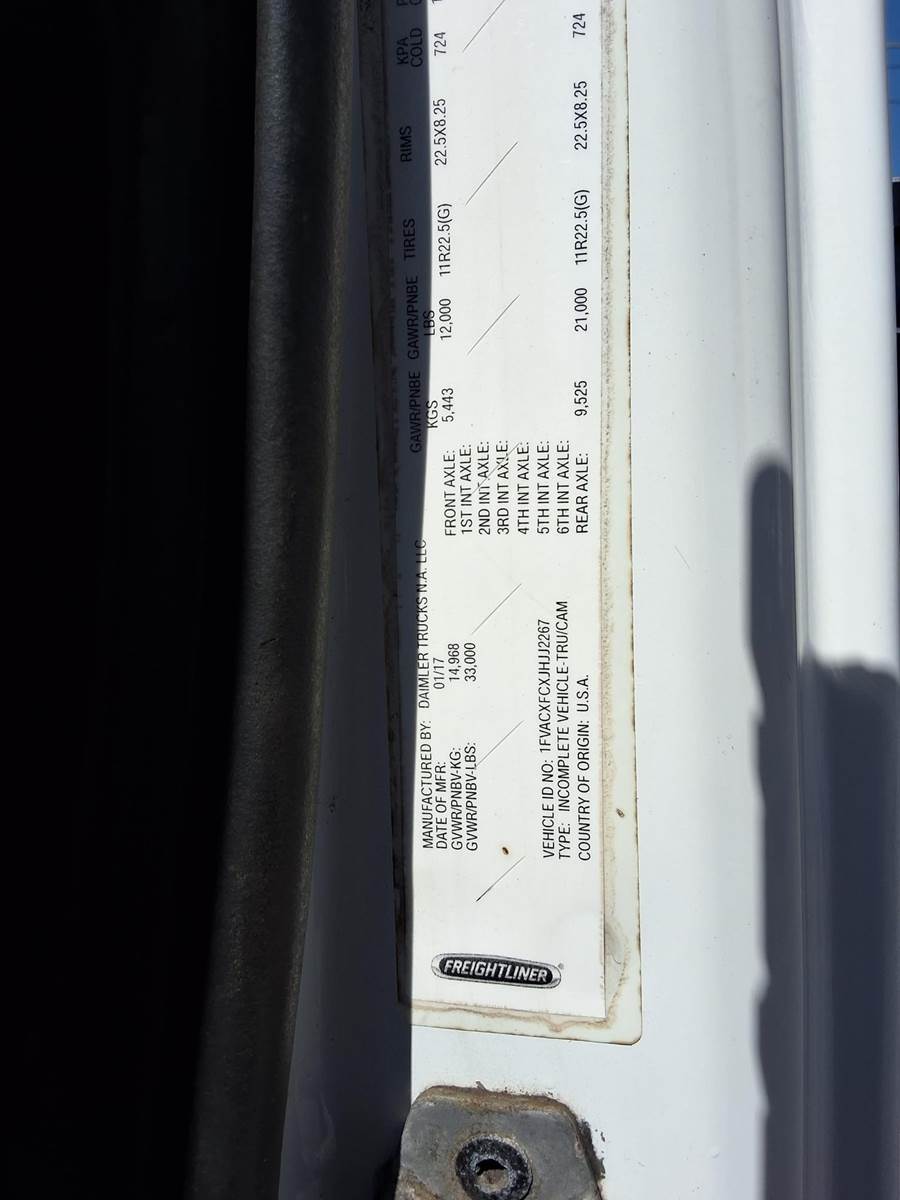 FREIGHTLINER®
MANUFACTURED BY: DAIMLER TRUCKS N.A. LLC
DATE OF MFR: 01/17
GVWR/PNBV-KG: 14,968
GVWR/PNBV-LBS: 33,000
VEHICLE ID NO: 1FVACXFCXJHJJ2267
TYPE: INCOMPLETE VEHICLE-TRU/CAM
COUNTRY OF ORIGIN: U.S.A.
GAWR/PNBE GAWR/PNBE TIRES RIMS KPA
KGS LBS COLD
FRONT AXLE: 5,443 12,000 11R22.5(G) 22.5X8.25 724
1ST INT AXLE:
2ND INT AXLE:
3RD INT AXLE:
4TH INT AXLE:
5TH INT AXLE:
6TH INT AXLE:
REAR AXLE: 9,525 21,000 11R22.5(G) 22.5X8.25 724